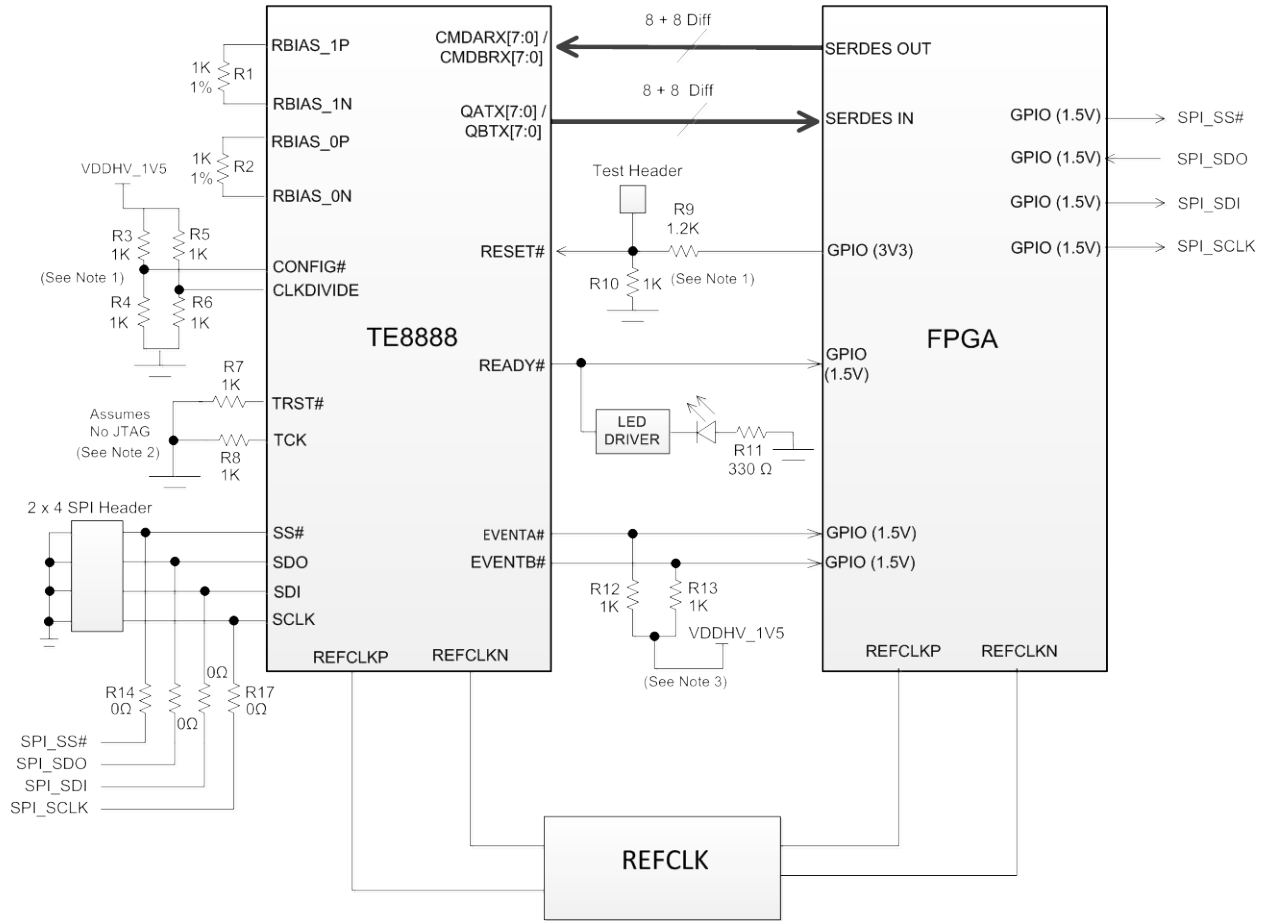 8 + 8 Diff
RBIAS_1P
CMDARX[7:0] /
CMDBRX[7:0]
SERDES OUT
1K
1%
R1
RBIAS_1N
8 + 8 Diff
QATX[7:0] /
QBTX[7:0]
SERDES IN
GPIO (1.5V)
SPI_SS#
RBIAS_0P
1K
1%
R2
RBIAS_0N
GPIO (1.5V)
SPI_SDO
VDDHV_1V5
Test Header
GPIO (1.5V)
SPI_SDI
R3
1K
R5
1K
R9
1.2K
RESET#
GPIO (3V3)
GPIO (1.5V)
SPI_SCLK
(See Note 1)
CONFIG#
CLKDIVIDE
R10
1K
(See Note 1)
R4
1K
R6
1K
TE8888
FPGA
READY#
GPIO
(1.5V)
R7
1K
TRST#
Assumes
No JTAG
(See Note 2)
TCK
R8
1K
LED
DRIVER
R11
330 Ω
2 x 4 SPI Header
SS#
EVENTA#
GPIO (1.5V)
SDO
EVENTB#
GPIO (1.5V)
SDI
R12
1K
R13
1K
SCLK
VDDHV_1V5
REFCLKP
REFCLKN
REFCLKP
REFCLKN
(See Note 3)
0Ω
R14
0Ω
0Ω
R17
0Ω
SPI_SS#
SPI_SDO
SPI_SDI
SPI_SCLK
REFCLK